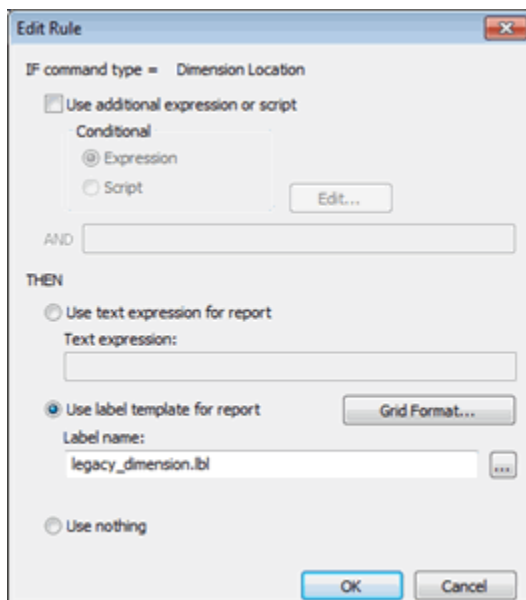 Edit Rule
IF command type = Dimension Location
Use additional expression or script
Conditional
Expression
Script
Edit...
AND
THEN
Use text expression for report
Text expression:
Use label template for report
Grid Format...
Label name:
legacy_dimension.lbl
...
Use nothing
OK
Cancel